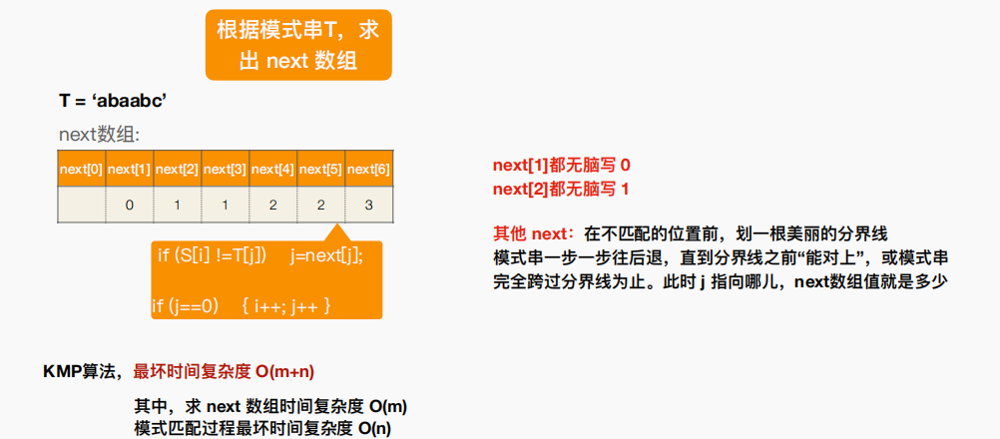 根据模式串T，求
出 next 数组
T = ‘abaabc’
next数组:
next[0] next[1] next[2] next[3] next[4] next[5] next[6]
0 1 1 2 2 3
if (S[i] !=T[j]) j=next[j];
if (j==0) { i++; j++ }
next[1]都无脑写 0
next[2]都无脑写 1
其他 next：在不匹配的位置前，划一根美丽的分界线
模式串一步一步往后退，直到分界线之前“能对上”，或模式串
完全跨过分界线为止。此时 j 指向哪儿，next数组值就是多少
KMP算法，最坏时间复杂度 O(m+n)
其中，求 next 数组时间复杂度 O(m)
模式匹配过程最坏时间复杂度 O(n)